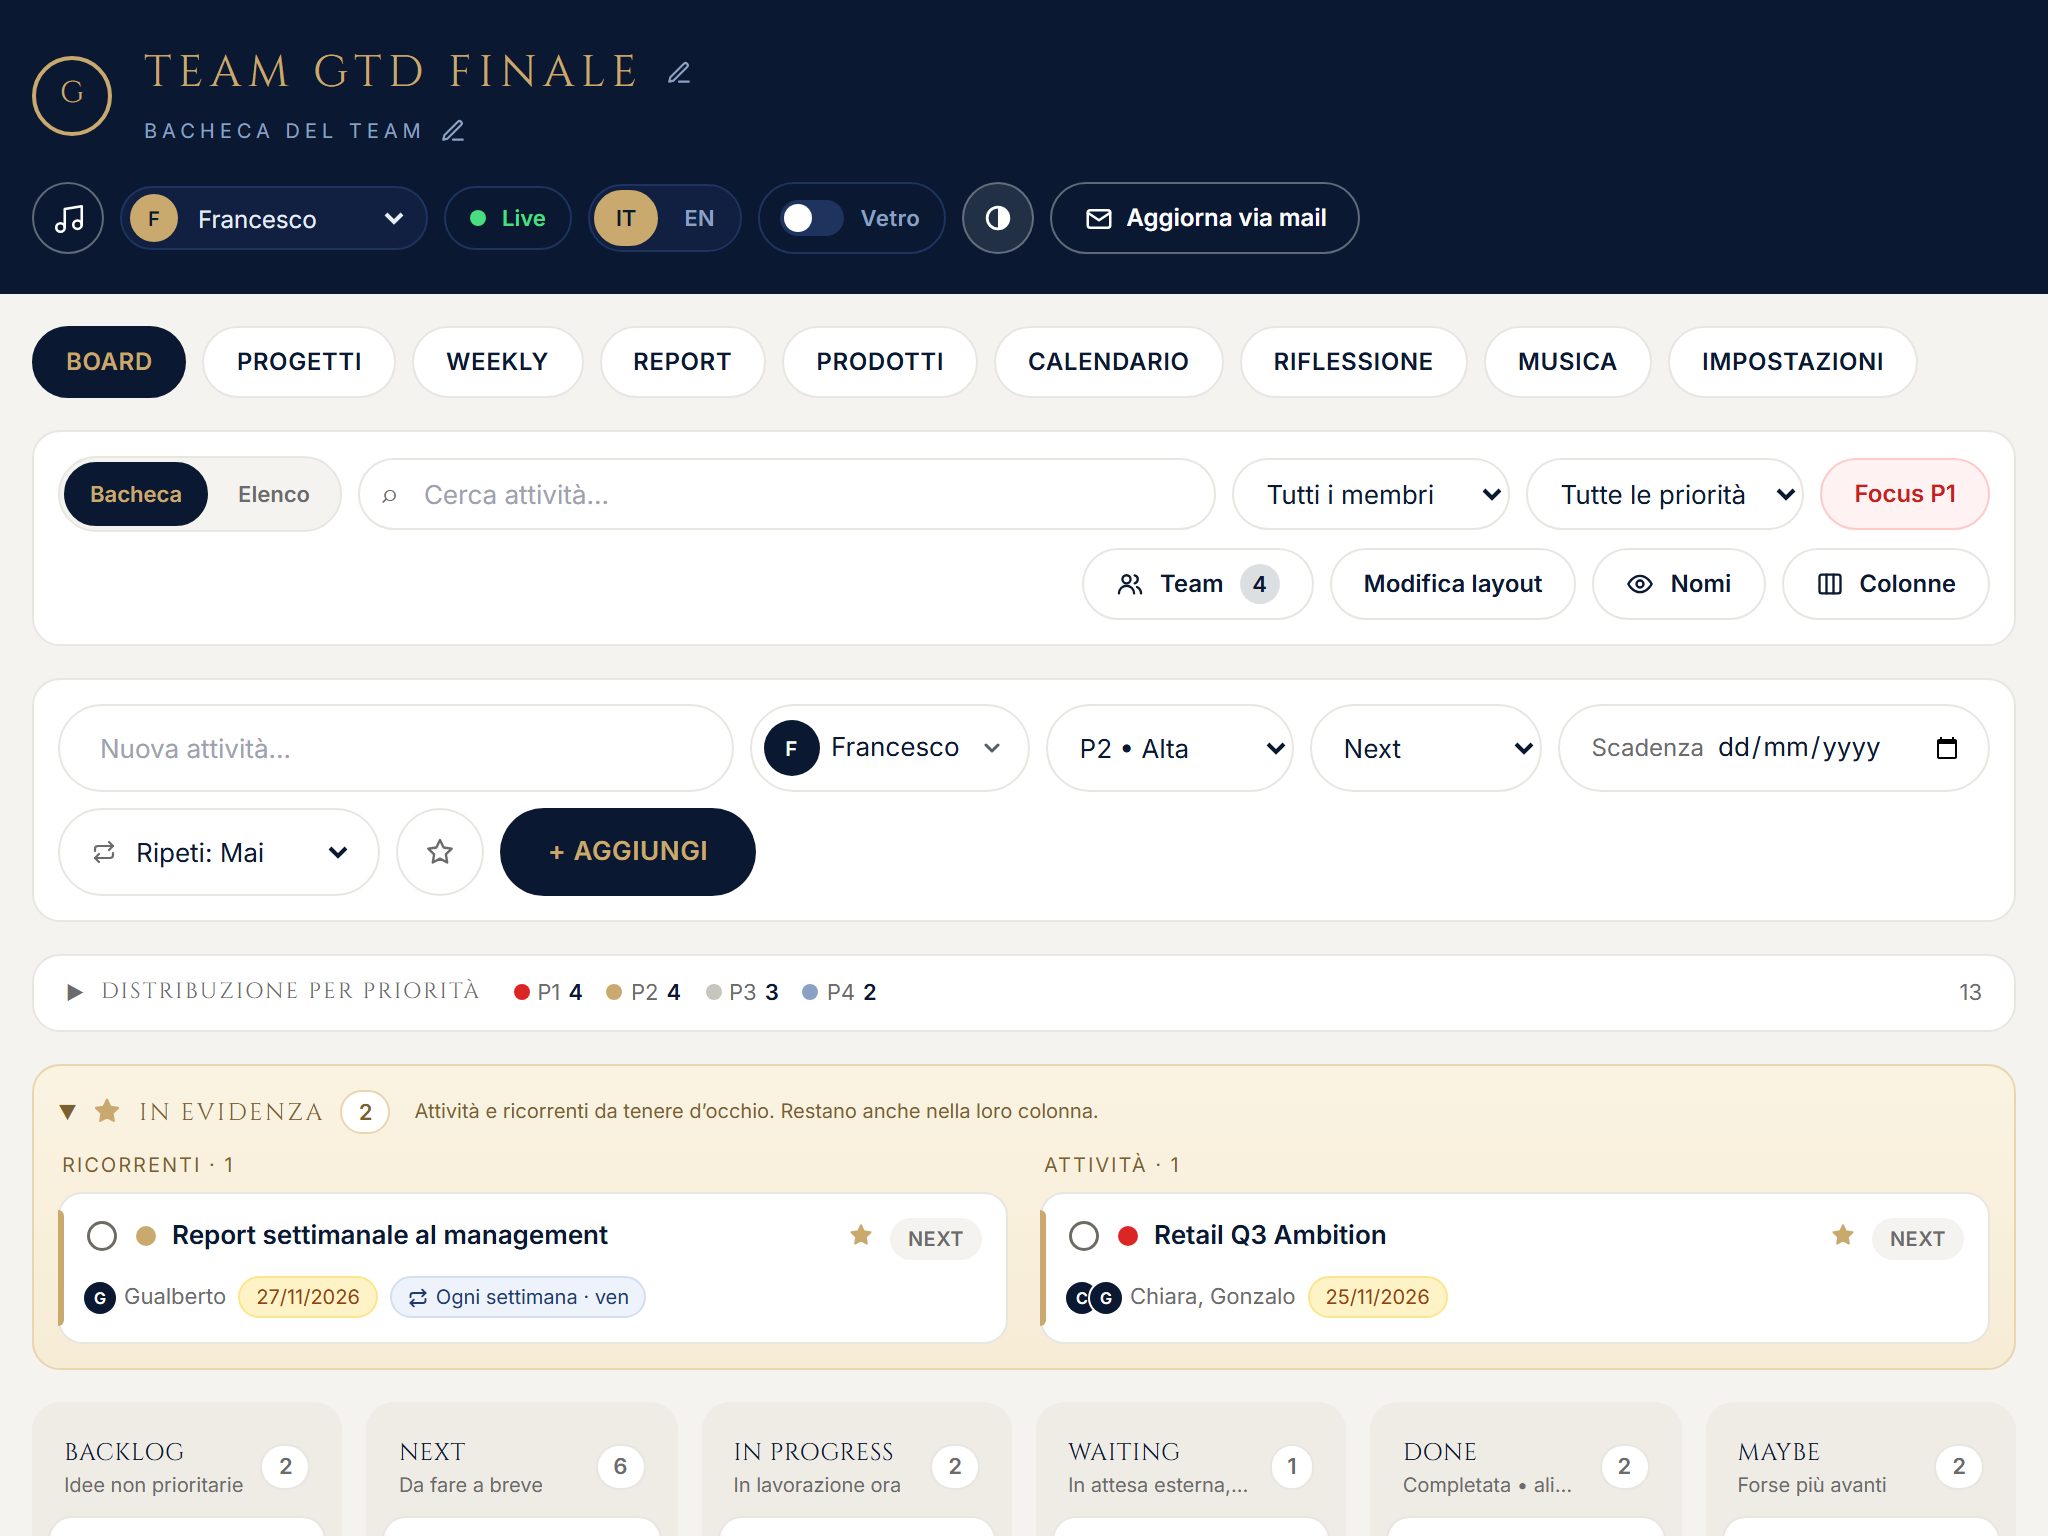 G
TEAM GTD FINALE
BACHECA DEL TEAM
F Francesco Live IT EN Vetro Aggiorna via mail
BOARD PROGETTI WEEKLY REPORT PRODOTTI CALENDARIO RIFLESSIONE MUSICA IMPOSTAZIONI
Bacheca Elenco Cerca attività... Tutti i membri Tutte le priorità Focus P1
Team 4 Modifica layout Nomi Colonne
Nuova attività... F Francesco P2 • Alta Next Scadenza dd/mm/yyyy
Ripeti: Mai + AGGIUNGI
DISTRIBUZIONE PER PRIORITÀ P1 4 P2 4 P3 3 P4 2 13
IN EVIDENZA 2 Attività e ricorrenti da tenere d’occhio. Restano anche nella loro colonna.
RICORRENTI · 1
Report settimanale al management NEXT
G Gualberto 27/11/2026 Ogni settimana · ven
ATTIVITÀ · 1
Retail Q3 Ambition NEXT
C G Chiara, Gonzalo 25/11/2026
BACKLOG 2
Idee non prioritarie
NEXT 6
Da fare a breve
IN PROGRESS 2
In lavorazione ora
WAITING 1
In attesa esterna,...
DONE 2
Completata • ali...
MAYBE 2
Forse più avanti